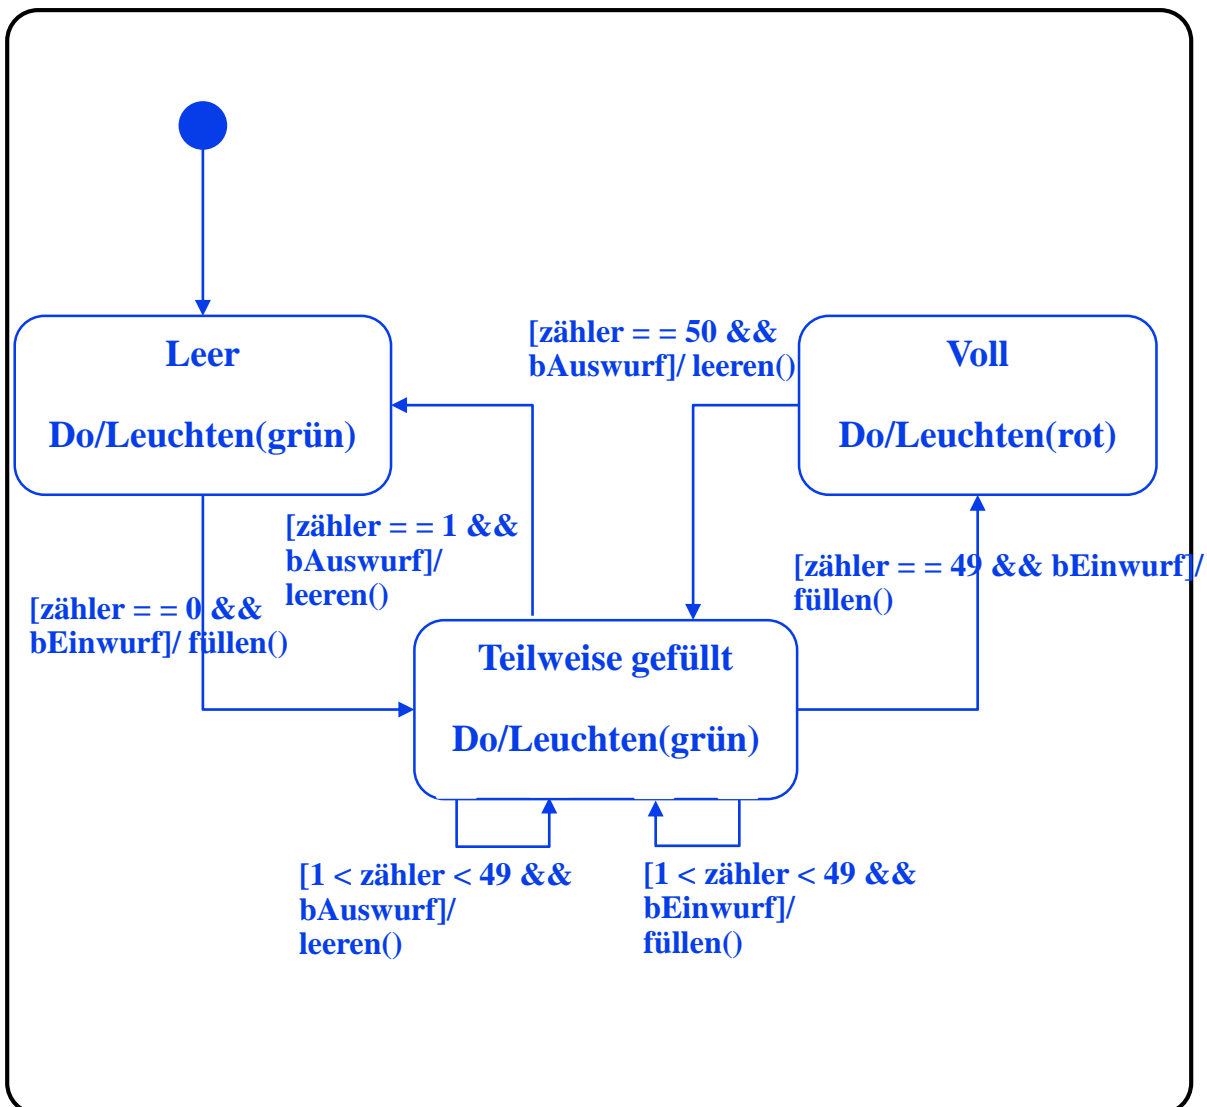 Leer
Do/Leuchten(grün)
[zähler = = 50 &&
bAuswurf]/ leeren()
Voll
Do/Leuchten(rot)
[zähler = = 1 &&
bAuswurf]/
leeren()
[zähler = = 0 &&
bEinwurf]/ füllen()
[zähler = = 49 && bEinwurf]/
füllen()
Teilweise gefüllt
Do/Leuchten(grün)
[1 < zähler < 49 &&
bAuswurf]/
leeren()
[1 < zähler < 49 &&
bEinwurf]/
füllen()